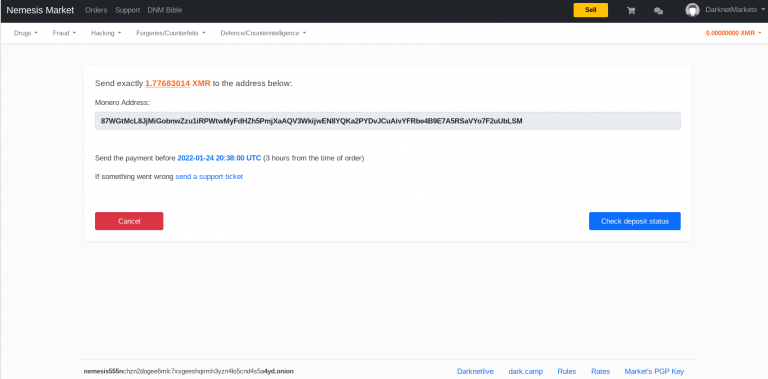 Nemesis Market Orders Support DNM Bible Sell DarknetMarkets
Drugs Fraud Hacking Forgeries/Counterfeits Defence/Counterintelligence 0.00000000 XMR
Send exactly 1.77683014 XMR to the address below:
Monero Address:
87WGtMcL8JjMiGobnwZzu1iRPWtwMyFdHZh5PmjXaAQV3WkijwEN8YQKa2PYDvJCuAivYFRbe4B9E7A5RSaVYo7F2uUbLSM
Send the payment before 2022-01-24 20:38:00 UTC (3 hours from the time of order)
If something went wrong send a support ticket
Cancel Check deposit status
nemesis555nchzn2dogee6mlc7xxgeeshqirmh3yzn4lo5cnd4s5a4yd.onion Darknetlive dark.camp Rules Rates Market's PGP Key